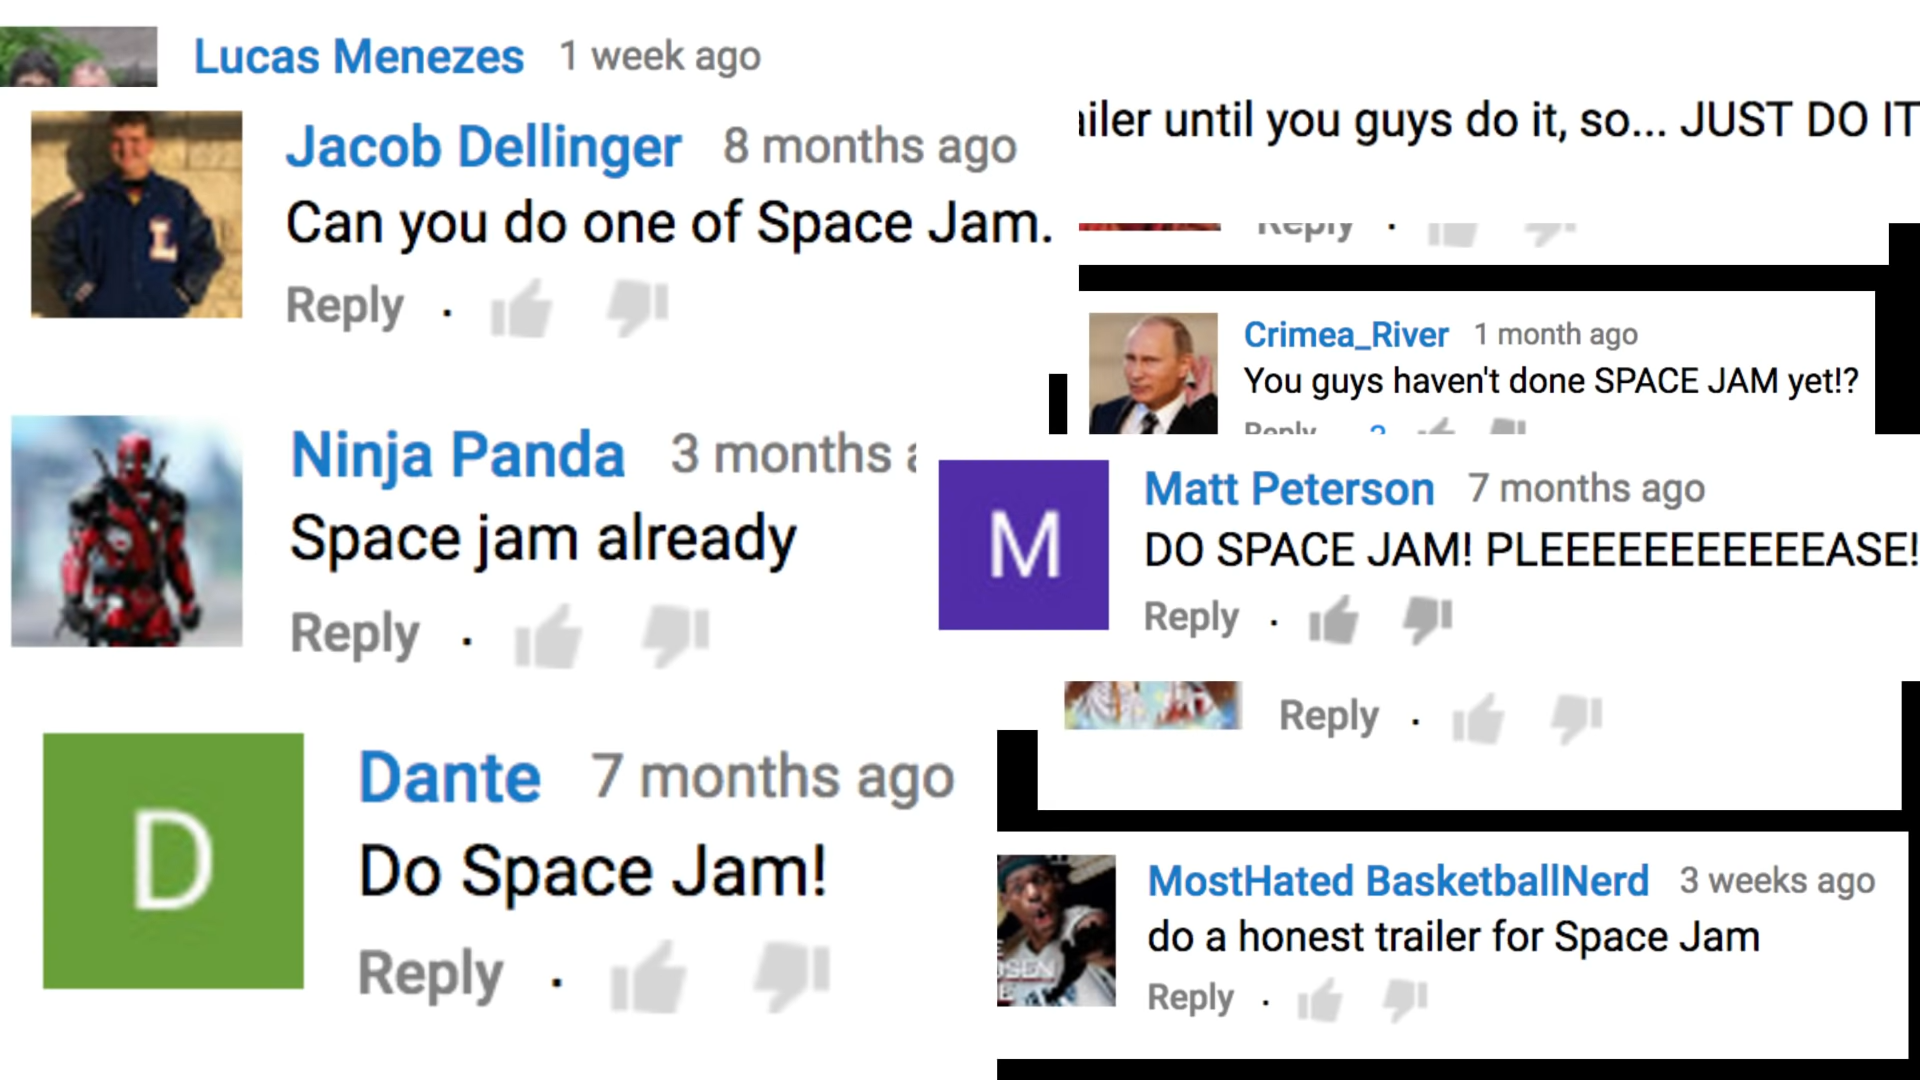 Lucas Menezes 1 week ago
Jacob Dellinger 8 months ago
Can you do one of Space Jam.
Reply .
Ninja Panda 3 months
Space jam already
Reply .
D
Dante 7 months ago
Do Space Jam!
Reply .
until you guys do it, so... JUST DO IT
Reply .
Crimea_River 1 month ago
You guys haven't done SPACE JAM yet!?
Reply
M
Matt Peterson 7 months ago
DO SPACE JAM! PLEEEEEEEEEEEASE!
Reply .
Reply .
MostHated BasketballNerd 3 weeks ago
do a honest trailer for Space Jam
Reply .